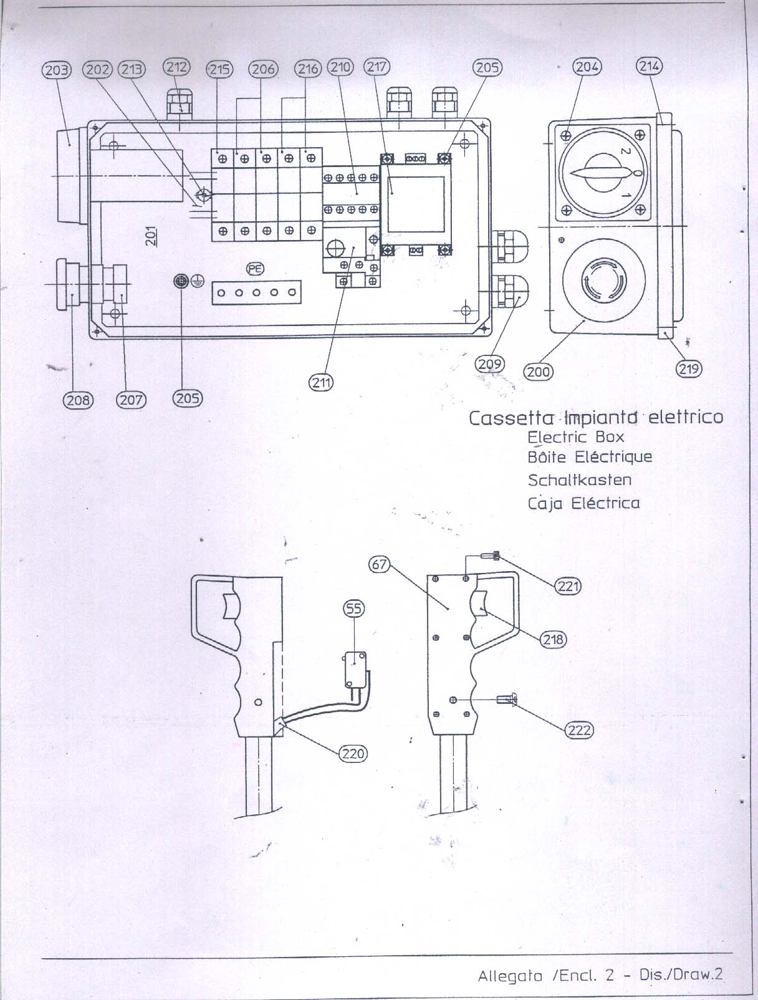 203 202 213 212 215 206 216 210 217 205 204 214
2
0
1
201
PE
209 200 219
211
208 207 205
Cassetta Impianto elettrico
Electric Box
Bôite Eléctrique
Schaltkasten
Caja Eléctrica
67
221
55
218
222
220
Allegato /Encl. 2 - Dis./Draw.2